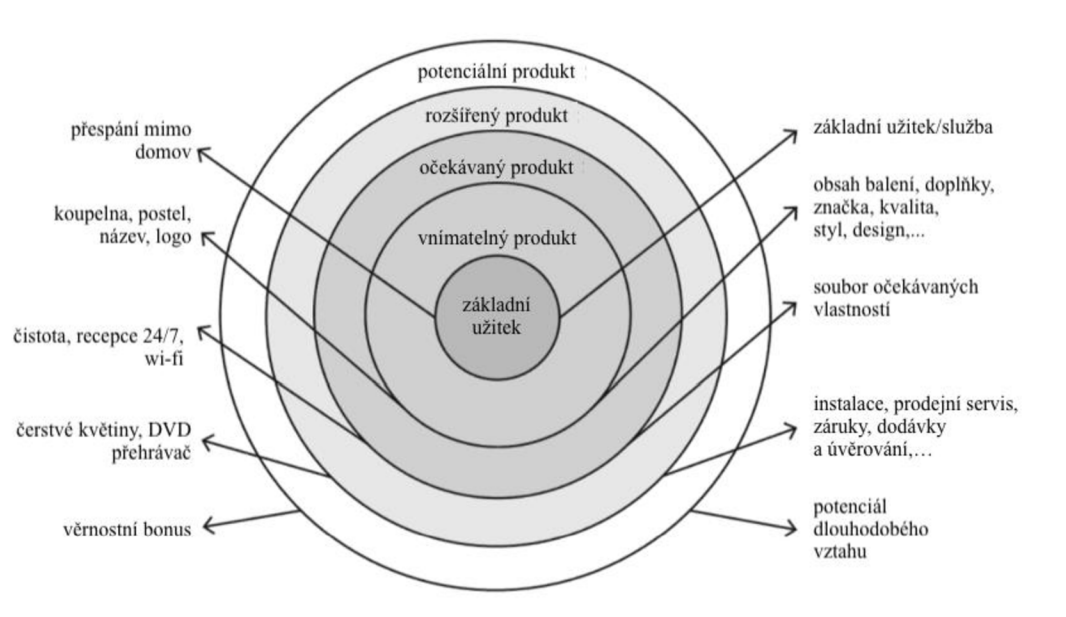 potenciální produkt
rozšířený produkt
očekávaný produkt
vnímatelný produkt
základní
užitek
přespání mimo
domov
koupelna, postel,
název, logo
čistota, recepce 24/7,
wi-fi
čerstvé květiny, DVD
přehrávač
věrnostní bonus
základní užitek/služba
obsah balení, doplňky,
značka, kvalita,
styl, design,...
soubor očekávaných
vlastností
instalace, prodejní servis,
záruky, dodávky
a úvěrování,…
potenciál
dlouhodobého
vztahu